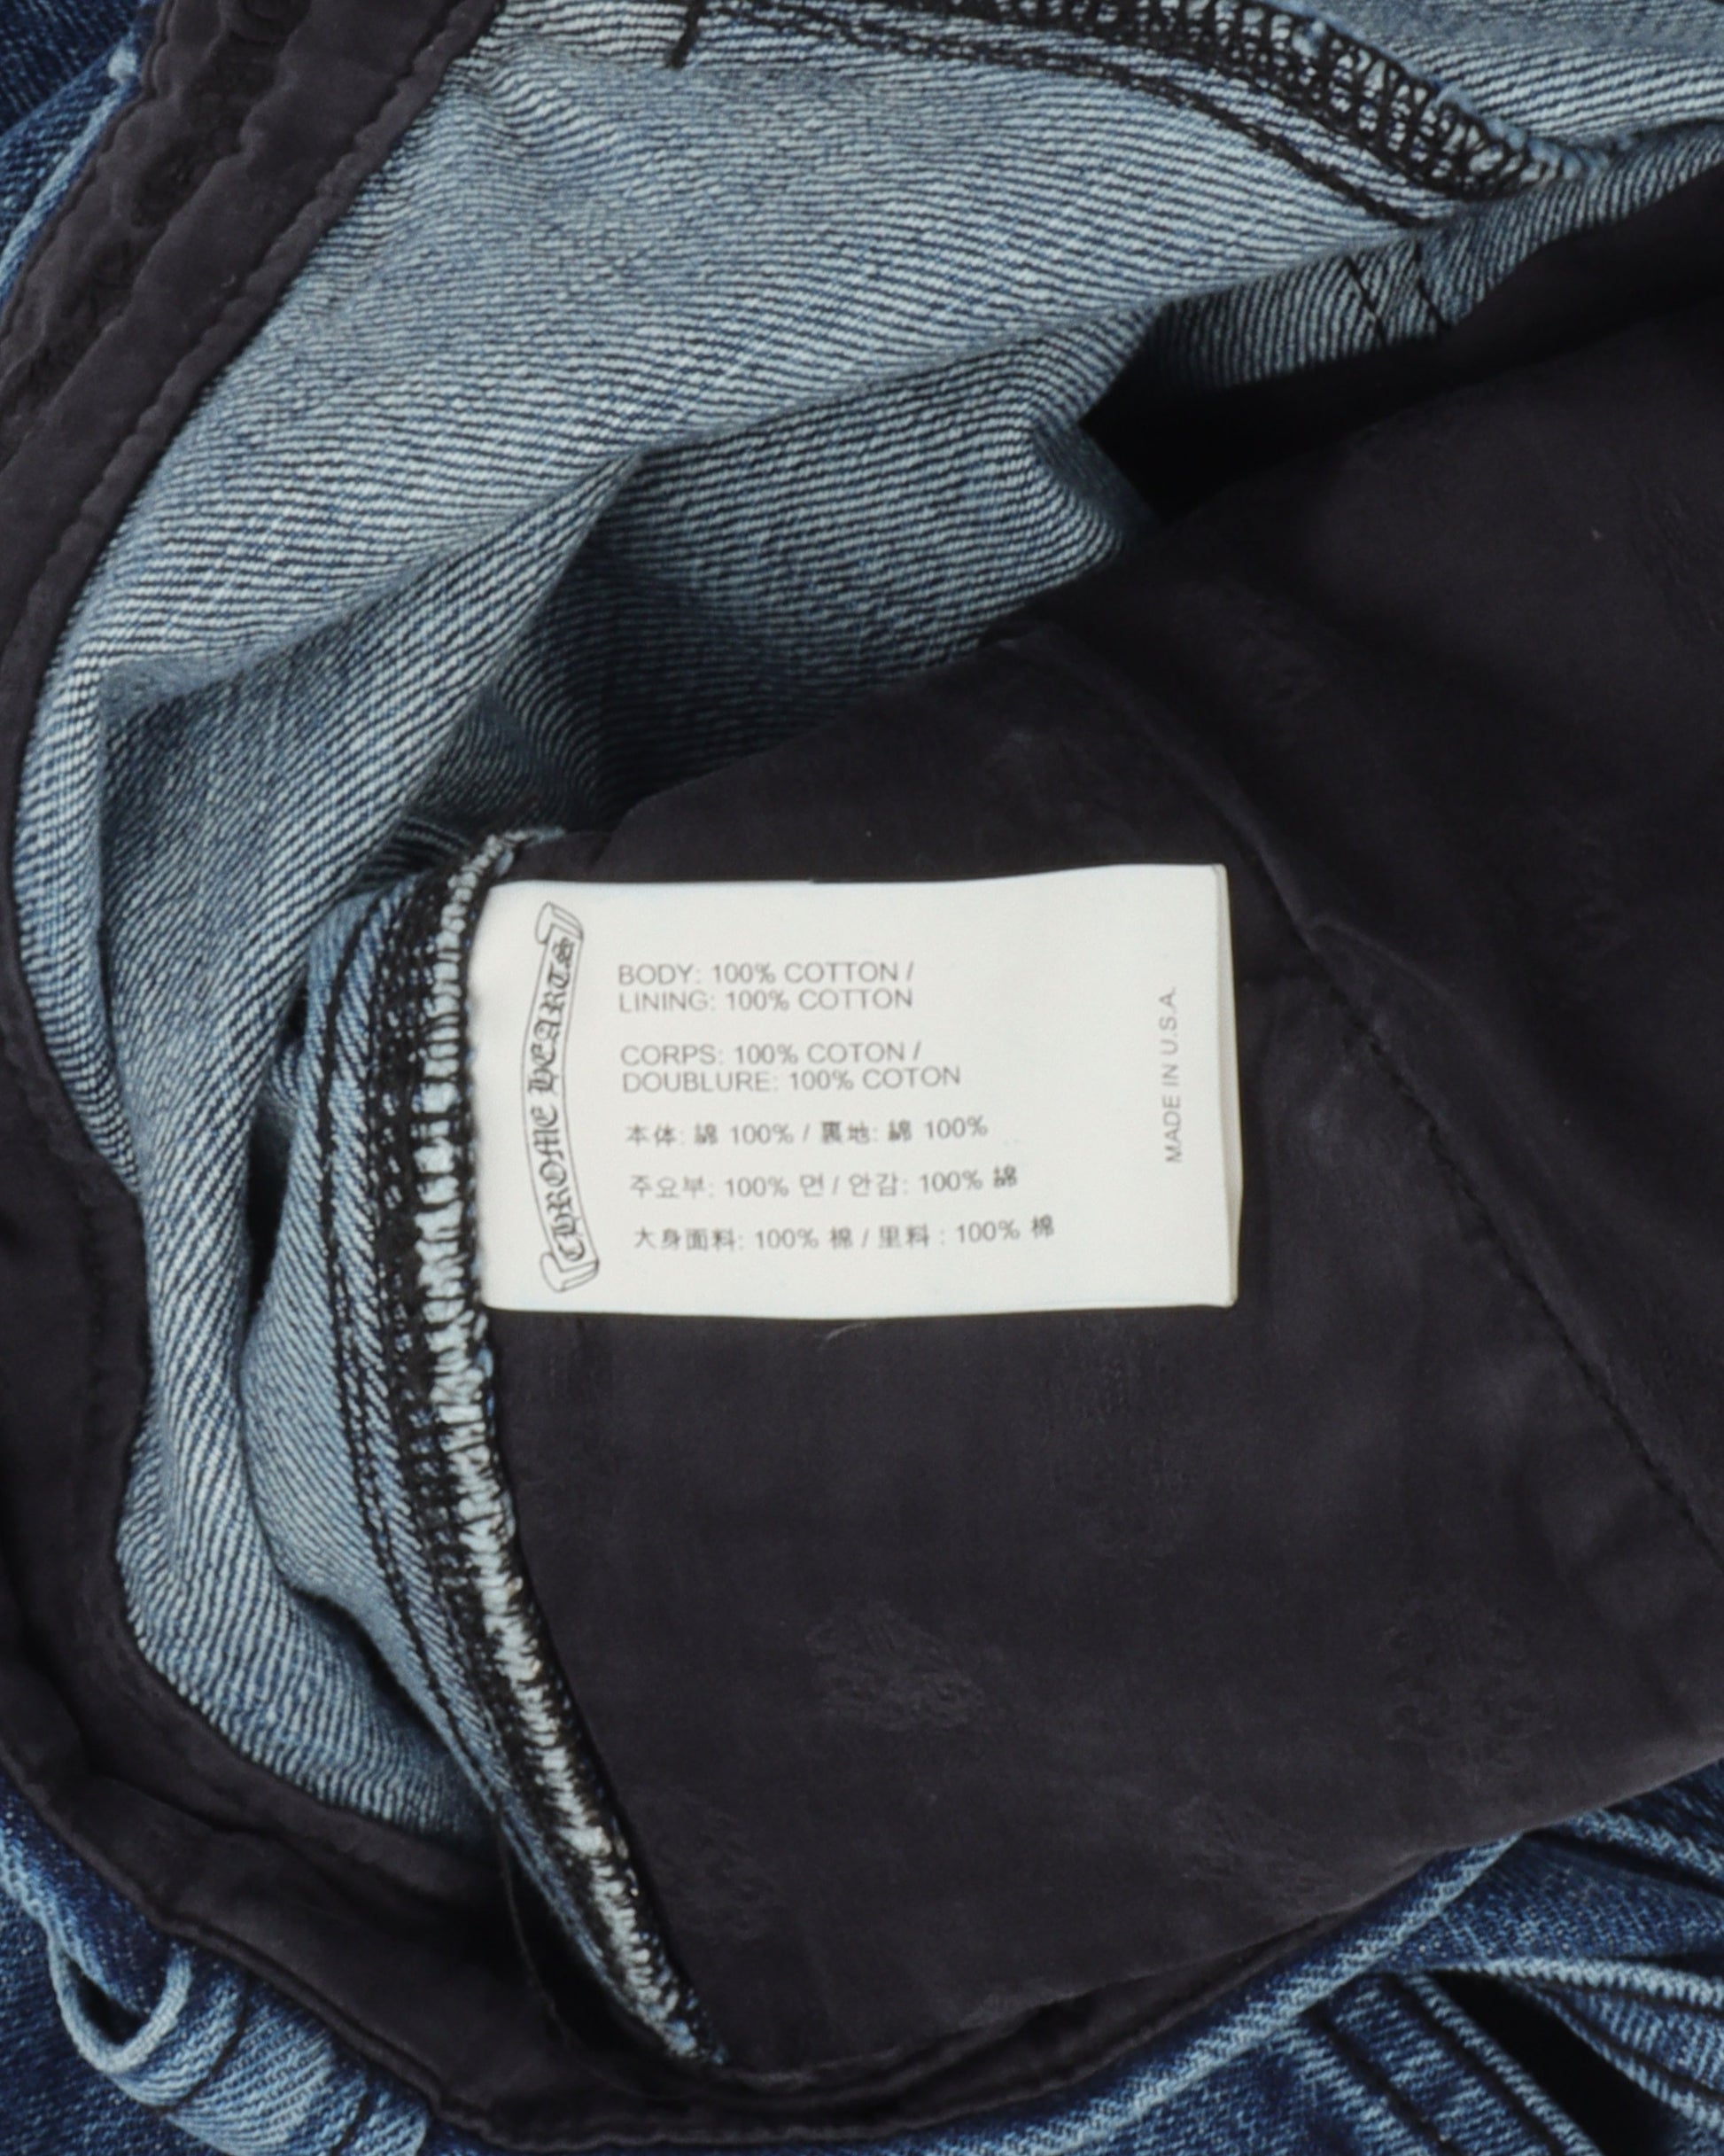 CHROME HEARTS
BODY: 100% COTTON /
LINING: 100% COTTON
CORPS: 100% COTON /
DOUBLURE: 100% COTON
本体: 綿 100% / 裏地: 綿 100%
주요부: 100% 면 / 안감: 100% 綿
大身面料: 100% 棉 / 里料 : 100% 棉
MADE IN U.S.A.